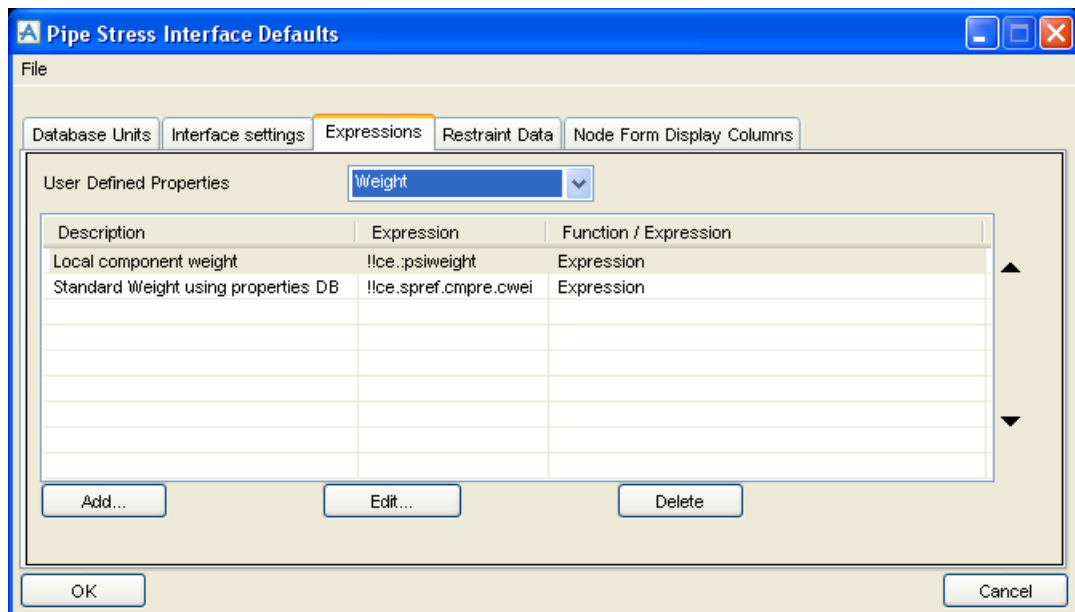 Pipe Stress Interface Defaults
File
Database Units Interface settings Expressions Restraint Data Node Form Display Columns
User Defined Properties Weight
Description Expression Function / Expression
Local component weight !!ce.:psiweight Expression
Standard Weight using properties DB !!ce.spref.cmpre.cwei Expression
Add... Edit... Delete
OK Cancel